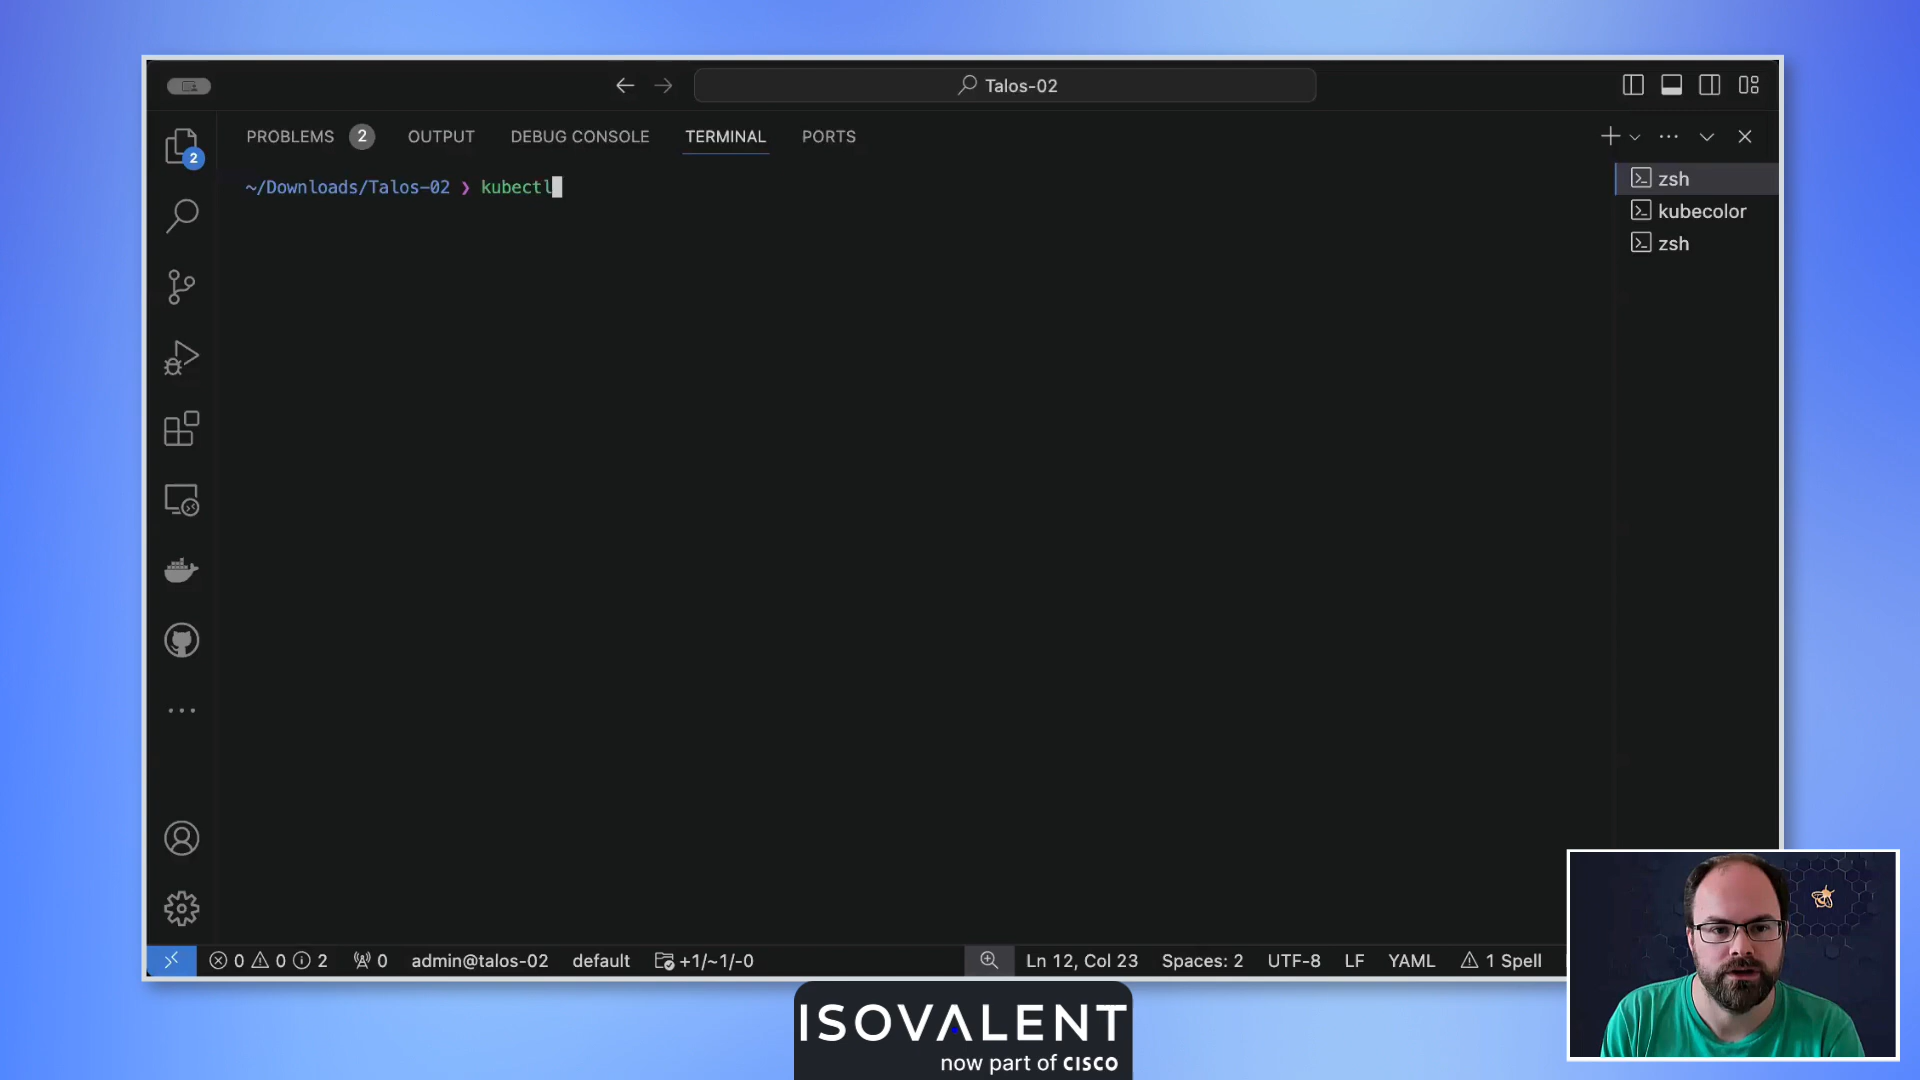 Talos-02
PROBLEMS 2 OUTPUT DEBUG CONSOLE TERMINAL PORTS
2
~/Downloads/Talos-02 ❯ kubectl
zsh
kubecolor
zsh
0 0 2 0 admin@talos-02 default +1/~1/-0 Ln 12, Col 23 Spaces: 2 UTF-8 LF YAML 1 Spell
ISOVALENT
now part of CISCO